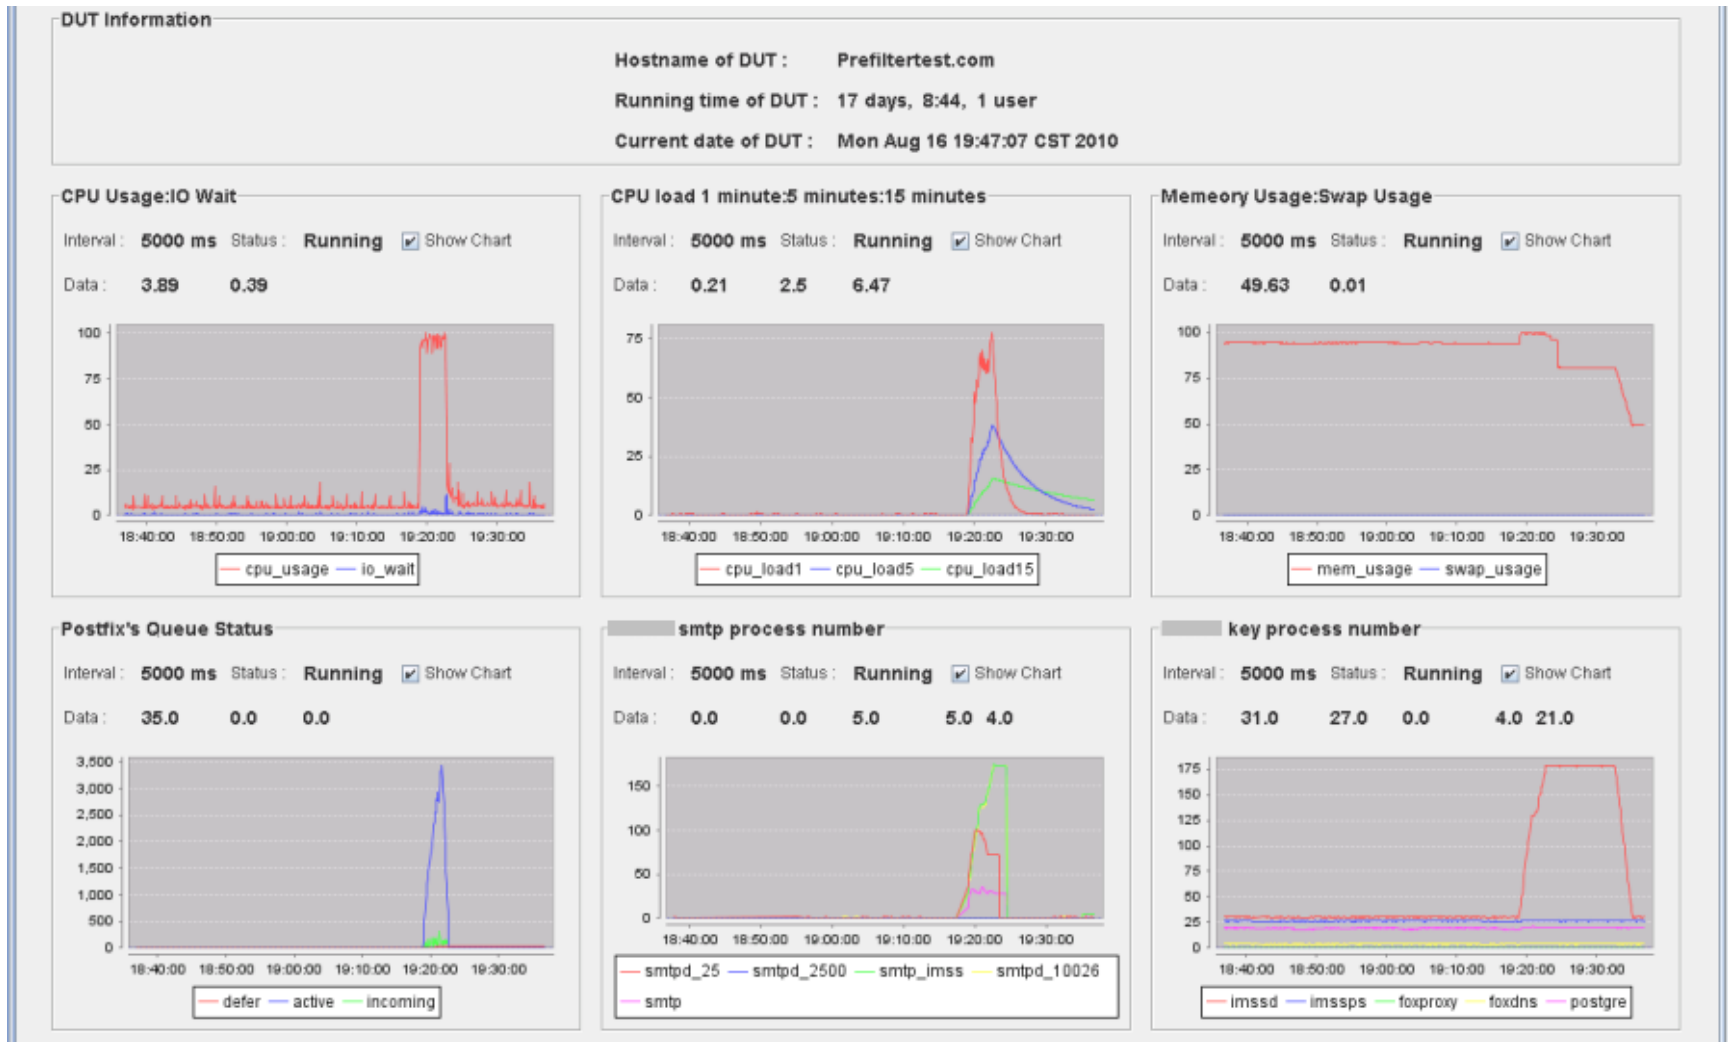 DUT Information
Hostname of DUT : Prefiltertest.com
Running time of DUT : 17 days, 8:44, 1 user
Current date of DUT : Mon Aug 16 19:47:07 CST 2010
CPU Usage:IO Wait
Interval : 5000 ms Status : Running Show Chart
Data : 3.89 0.39
100
75
50
25
0
18:40:00 18:50:00 19:00:00 19:10:00 19:20:00 19:30:00
cpu_usage io_wait
CPU load 1 minute:5 minutes:15 minutes
Interval : 5000 ms Status : Running Show Chart
Data : 0.21 2.5 6.47
75
50
25
0
18:40:00 18:50:00 19:00:00 19:10:00 19:20:00 19:30:00
cpu_load1 cpu_load5 cpu_load15
Memeory Usage:Swap Usage
Interval : 5000 ms Status : Running Show Chart
Data : 49.63 0.01
100
75
50
25
0
18:40:00 18:50:00 19:00:00 19:10:00 19:20:00 19:30:00
mem_usage swap_usage
Postfix's Queue Status
Interval : 5000 ms Status : Running Show Chart
Data : 35.0 0.0 0.0
3,500
3,000
2,500
2,000
1,500
1,000
500
0
18:40:00 18:50:00 19:00:00 19:10:00 19:20:00 19:30:00
defer active incoming
smtp process number
Interval : 5000 ms Status : Running Show Chart
Data : 0.0 0.0 5.0 5.0 4.0
150
100
50
0
18:40:00 18:50:00 19:00:00 19:10:00 19:20:00 19:30:00
smtpd_25 smtpd_2500 smtp_imss smtpd_10026
smtp
key process number
Interval : 5000 ms Status : Running Show Chart
Data : 31.0 27.0 0.0 4.0 21.0
175
150
125
100
75
50
25
0
18:40:00 18:50:00 19:00:00 19:10:00 19:20:00 19:30:00
imssd imssps foxproxy foxdns postgre